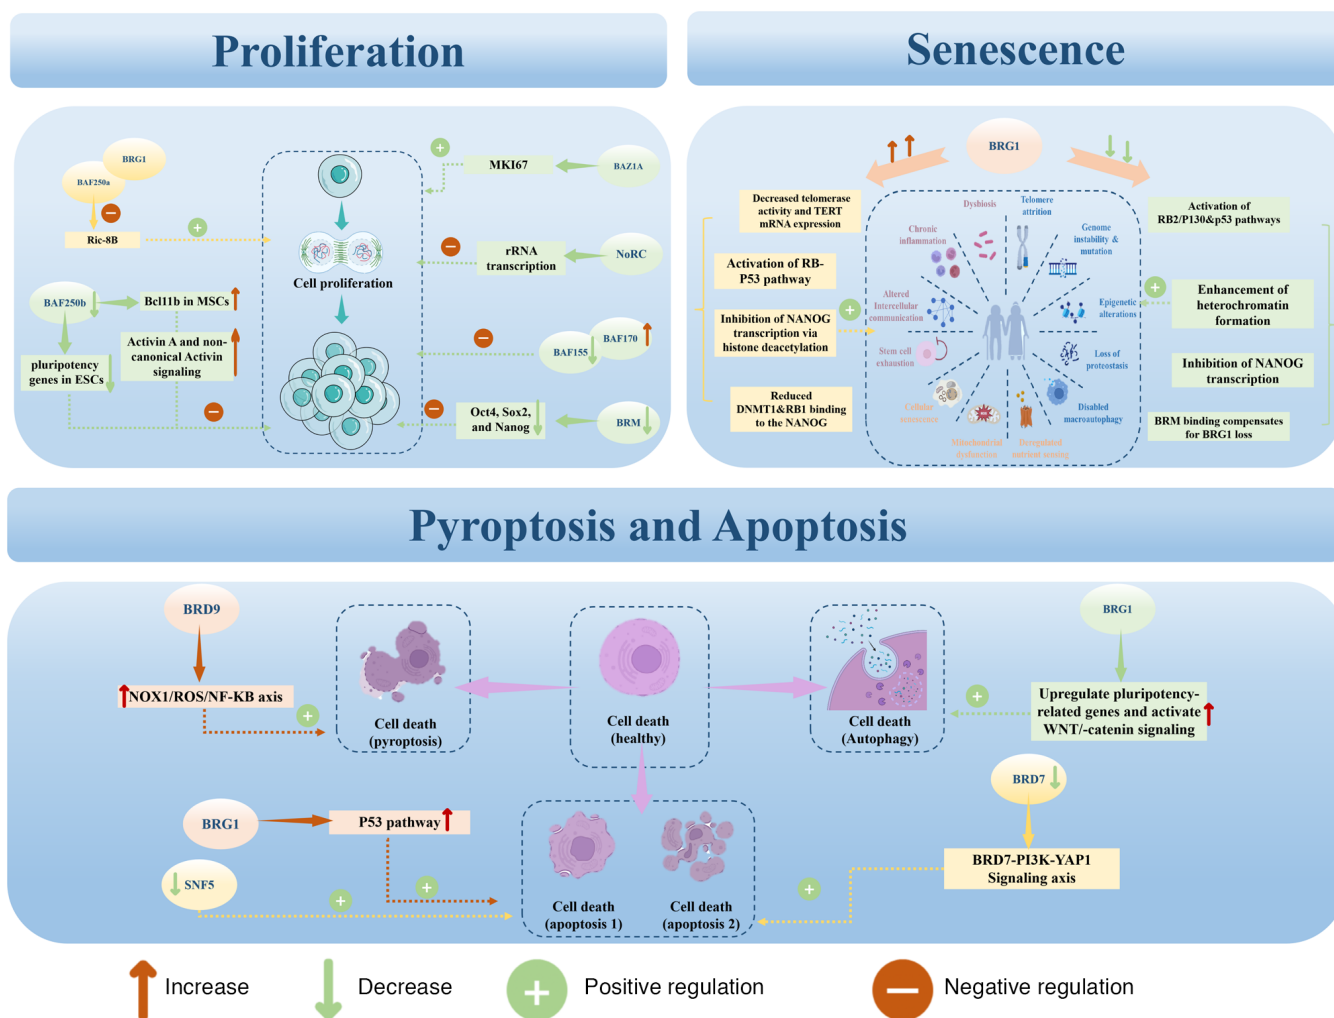 Proliferation
BRG1
BAF250a
Ric-8B
BAF250b
Bcl11b in MSCs
Activin A and non-
canonical Activin
signaling
pluripotency
genes in ESCs
Cell proliferation
MKI67
BAZ1A
rRNA
transcription
NoRC
BAF170
BAF155
Oct4, Sox2,
and Nanog
BRM
Senescence
BRG1
Decreased telomerase
activity and TERT
mRNA expression
Activation of RB-
P53 pathway
Inhibition of NANOG
transcription via
histone deacetylation
Reduced
DNMT1&RB1 binding
to the NANOG
Dysbiosis
Telomere
attrition
Chronic
inflammation
Genome
instability &
mutation
Altered
Intercellular
communication
Epigenetic
alterations
Stem cell
exhaustion
Loss of
proteostasis
Cellular
senescence
Disabled
macroautophagy
Mitochondrial
dysfunction
Deregulated
nutrient sensing
Activation of
RB2/P130&p53 pathways
Enhancement of
heterochromatin
formation
Inhibition of NANOG
transcription
BRM binding compensates
for BRG1 loss
Pyroptosis and Apoptosis
BRD9
NOX1/ROS/NF-KB axis
Cell death
(pyroptosis)
Cell death
(healthy)
Cell death
(Autophagy)
BRG1
Upregulate pluripotency-
related genes and activate
WNT/-catenin signaling
BRD7
BRD7-PI3K-YAP1
Signaling axis
BRG1
P53 pathway
SNF5
Cell death
(apoptosis 1)
Cell death
(apoptosis 2)
Increase
Decrease
Positive regulation
Negative regulation